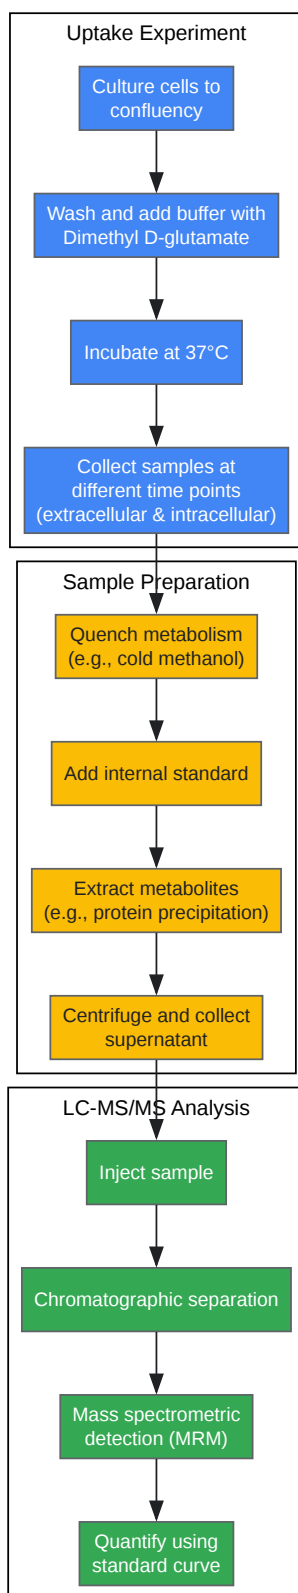 Uptake Experiment
Culture cells to
confluency
Wash and add buffer with
Dimethyl D-glutamate
Incubate at 37°C
Collect samples at
different time points
(extracellular & intracellular)
Sample Preparation
Quench metabolism
(e.g., cold methanol)
Add internal standard
Extract metabolites
(e.g., protein precipitation)
Centrifuge and collect
supernatant
LC-MS/MS Analysis
Inject sample
Chromatographic separation
Mass spectrometric
detection (MRM)
Quantify using
standard curve